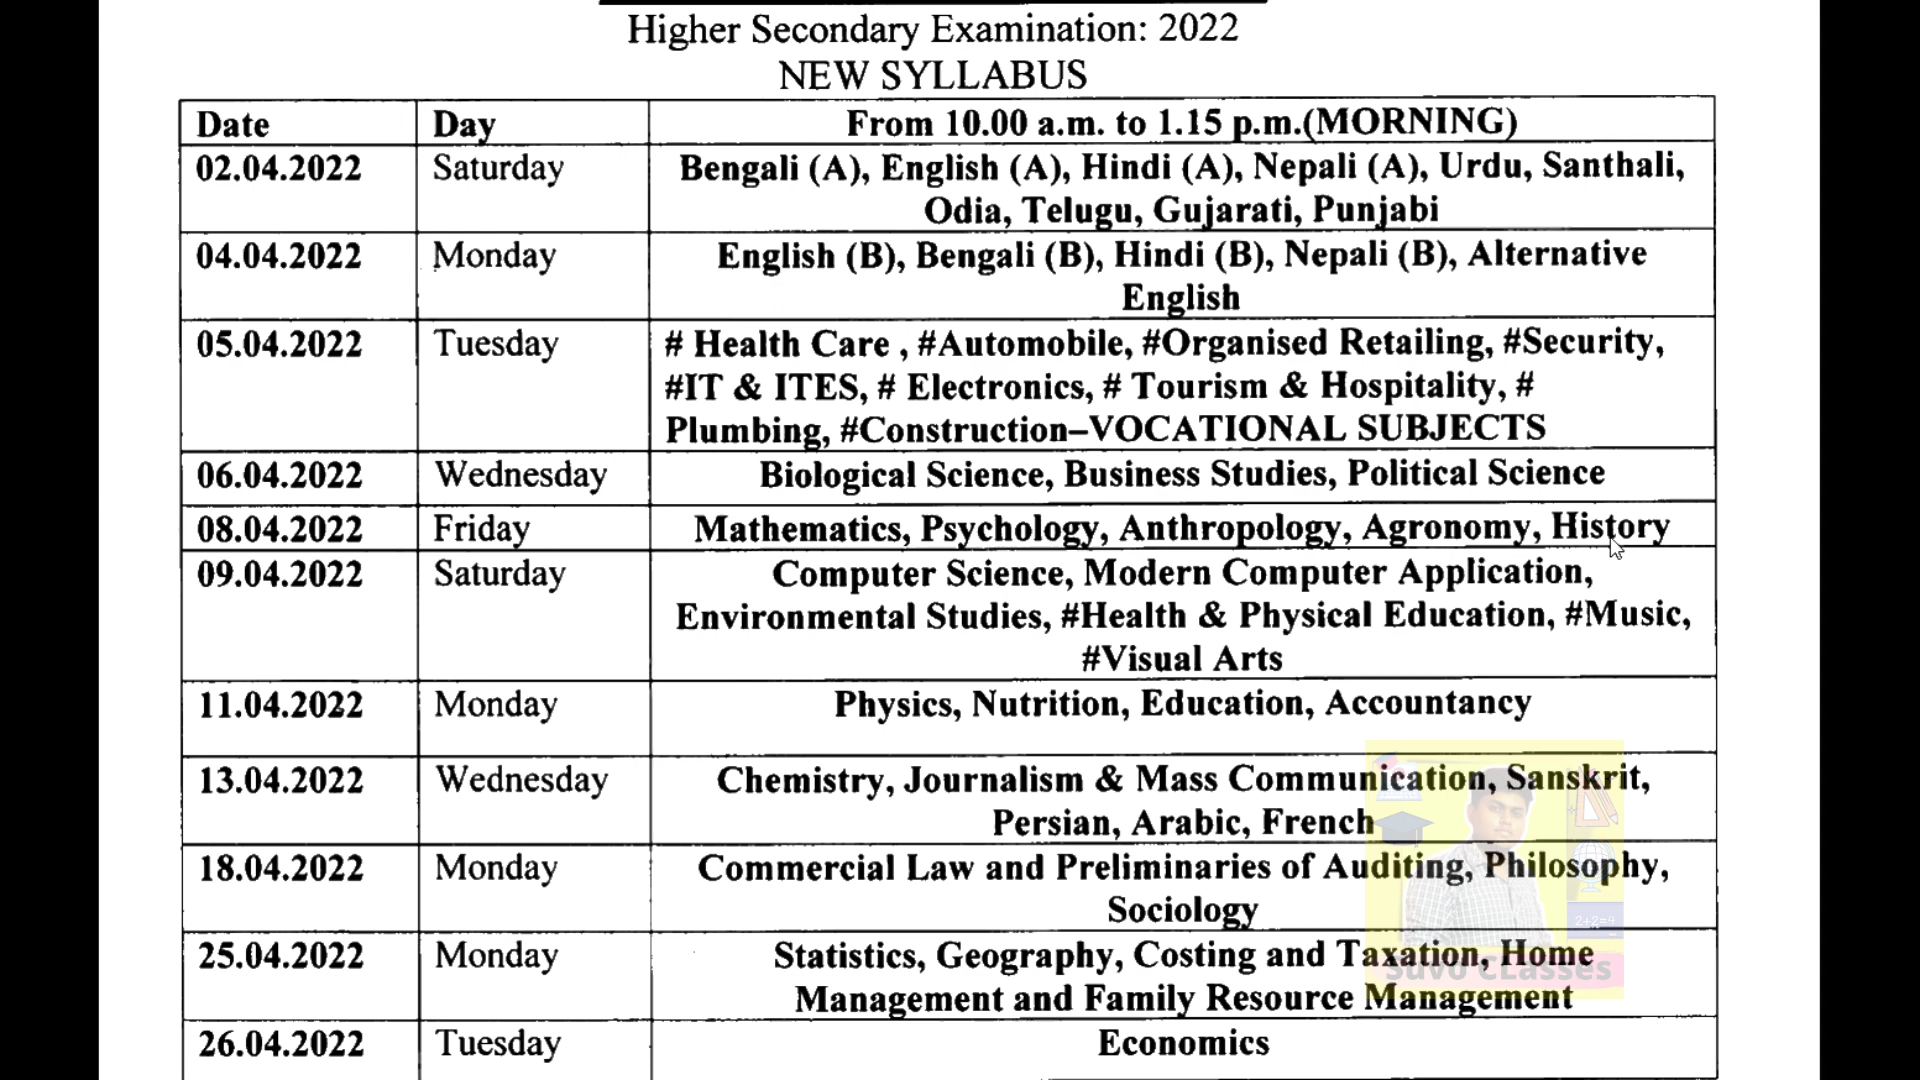 Higher Secondary Examination: 2022
NEW SYLLABUS
Date Day From 10.00 a.m. to 1.15 p.m.(MORNING)
02.04.2022 Saturday Bengali (A), English (A), Hindi (A), Nepali (A), Urdu, Santhali,
Odia, Telugu, Gujarati, Punjabi
04.04.2022 Monday English (B), Bengali (B), Hindi (B), Nepali (B), Alternative
English
05.04.2022 Tuesday # Health Care , #Automobile, #Organised Retailing, #Security,
#IT & ITES, # Electronics, # Tourism & Hospitality, #
Plumbing, #Construction–VOCATIONAL SUBJECTS
06.04.2022 Wednesday Biological Science, Business Studies, Political Science
08.04.2022 Friday Mathematics, Psychology, Anthropology, Agronomy, History
09.04.2022 Saturday Computer Science, Modern Computer Application,
Environmental Studies, #Health & Physical Education, #Music,
#Visual Arts
11.04.2022 Monday Physics, Nutrition, Education, Accountancy
13.04.2022 Wednesday Chemistry, Journalism & Mass Communication, Sanskrit,
Persian, Arabic, French
18.04.2022 Monday Commercial Law and Preliminaries of Auditing, Philosophy,
Sociology
2+2=4
25.04.2022 Monday Statistics, Geography, Costing and Taxation, Home
Suvo CLasses
Management and Family Resource Management
26.04.2022 Tuesday Economics